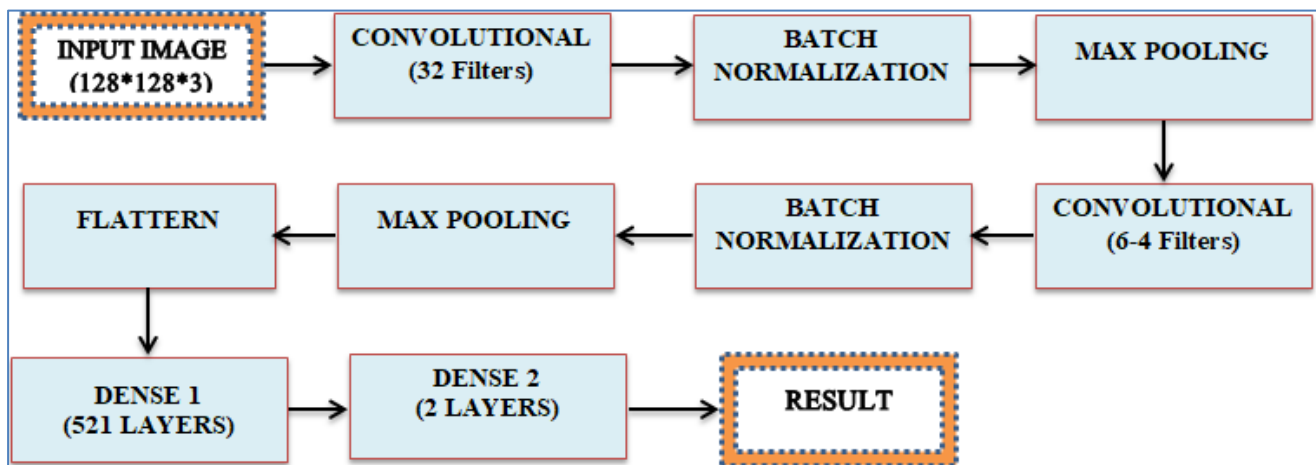 INPUT IMAGE
(128*128*3)
CONVOLUTIONAL
(32 Filters)
BATCH
NORMALIZATION
MAX POOLING
CONVOLUTIONAL
(6-4 Filters)
BATCH
NORMALIZATION
MAX POOLING
FLATTERN
DENSE 1
(521 LAYERS)
DENSE 2
(2 LAYERS)
RESULT